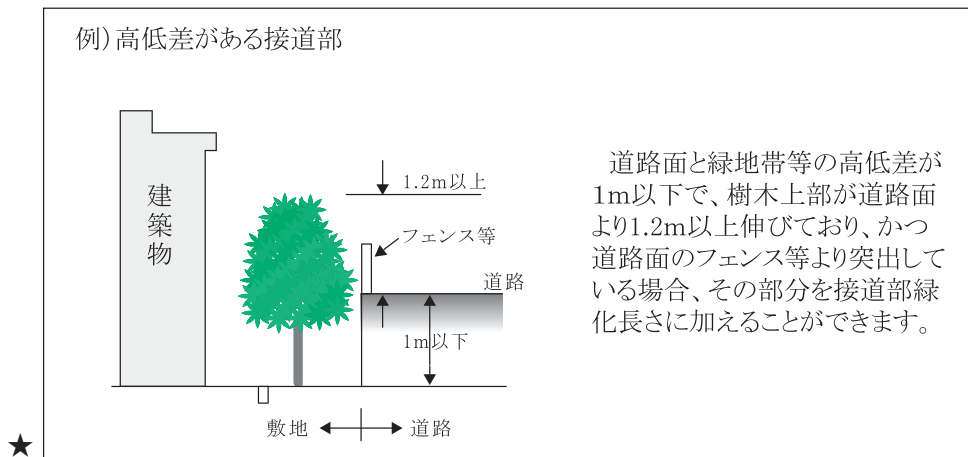 例）高低差がある接道部
建築物
1.2m以上
フェンス等
道路
1m以下
敷地
道路
道路面と緑地帯等の高低差が
1m以下で、樹木上部が道路面
より1.2m以上伸びており、かつ
道路面のフェンス等より突出して
いる場合、その部分を接道部緑
化長さに加えることができます。
★